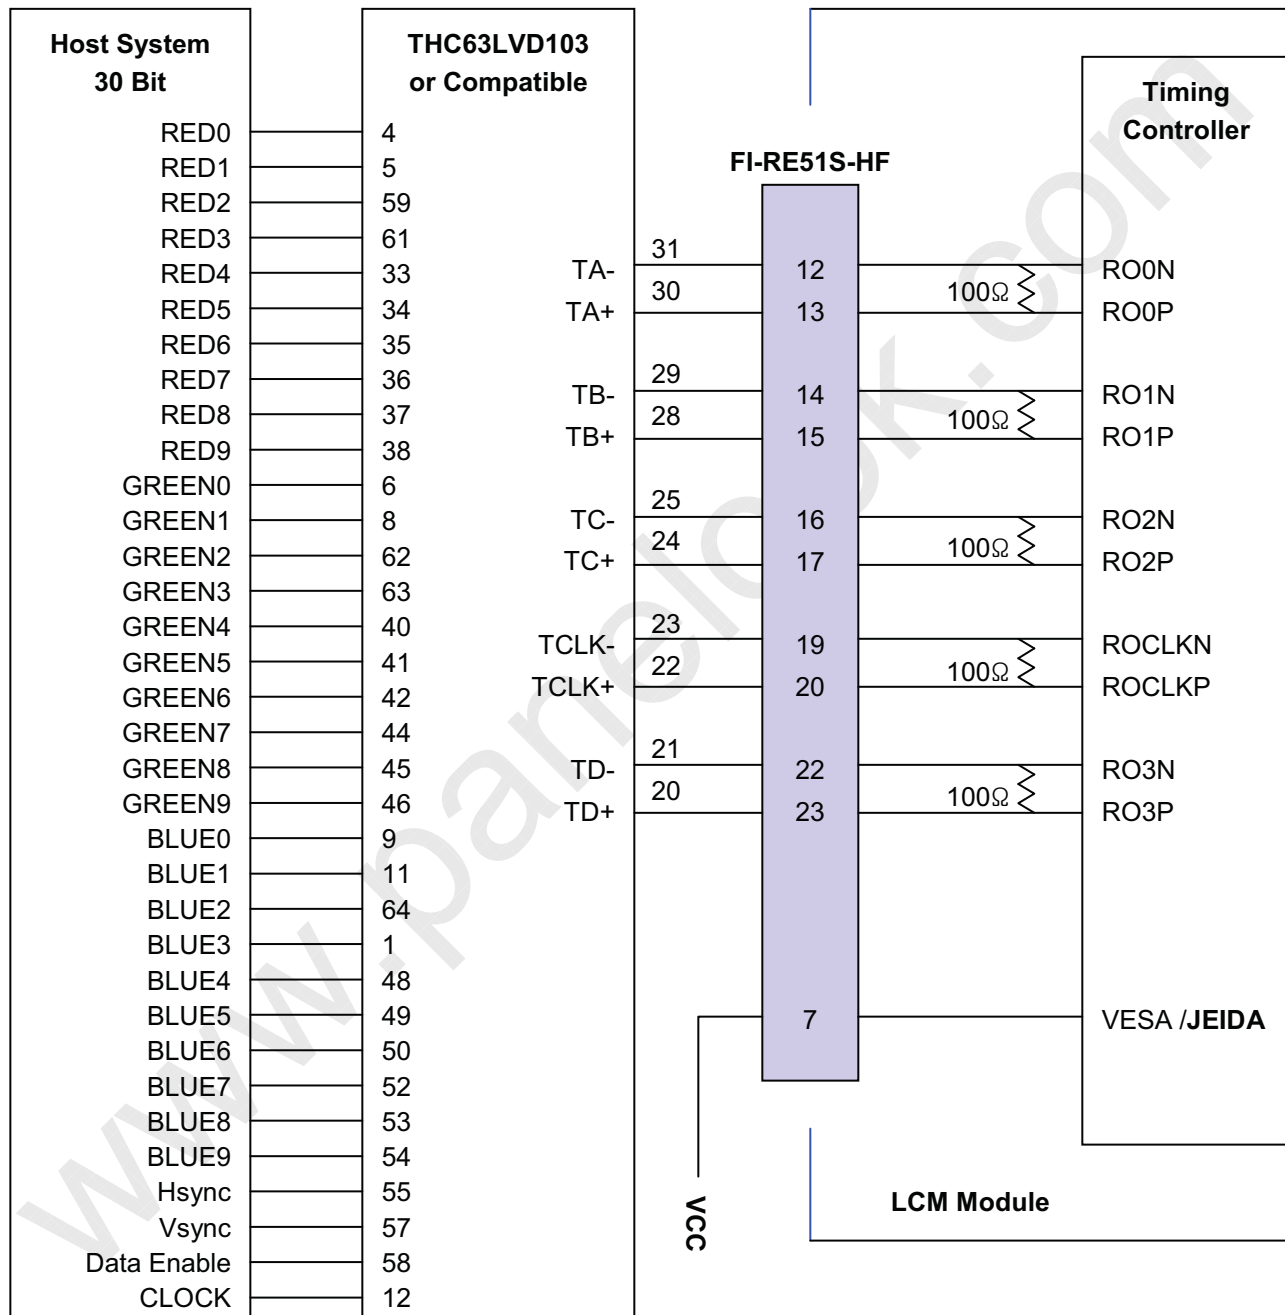 Host System
30 Bit
RED0
RED1
RED2
RED3
RED4
RED5
RED6
RED7
RED8
RED9
GREEN0
GREEN1
GREEN2
GREEN3
GREEN4
GREEN5
GREEN6
GREEN7
GREEN8
GREEN9
BLUE0
BLUE1
BLUE2
BLUE3
BLUE4
BLUE5
BLUE6
BLUE7
BLUE8
BLUE9
Hsync
Vsync
Data Enable
CLOCK
THC63LVD103
or Compatible
4
5
59
61
33
34
35
36
37
38
6
8
62
63
40
41
42
44
45
46
9
11
64
1
48
49
50
52
53
54
55
57
58
12
TA-
TA+
TB-
TB+
TC-
TC+
TCLK-
TCLK+
TD-
TD+
31
30
29
28
25
24
23
22
21
20
FI-RE51S-HF
12
13
14
15
16
17
19
20
22
23
7
VCC
100Ω
100Ω
100Ω
100Ω
100Ω
Timing
Controller
RO0N
RO0P
RO1N
RO1P
RO2N
RO2P
ROCLKN
ROCLKP
RO3N
RO3P
VESA /JEIDA
LCM Module
www.panelook.com